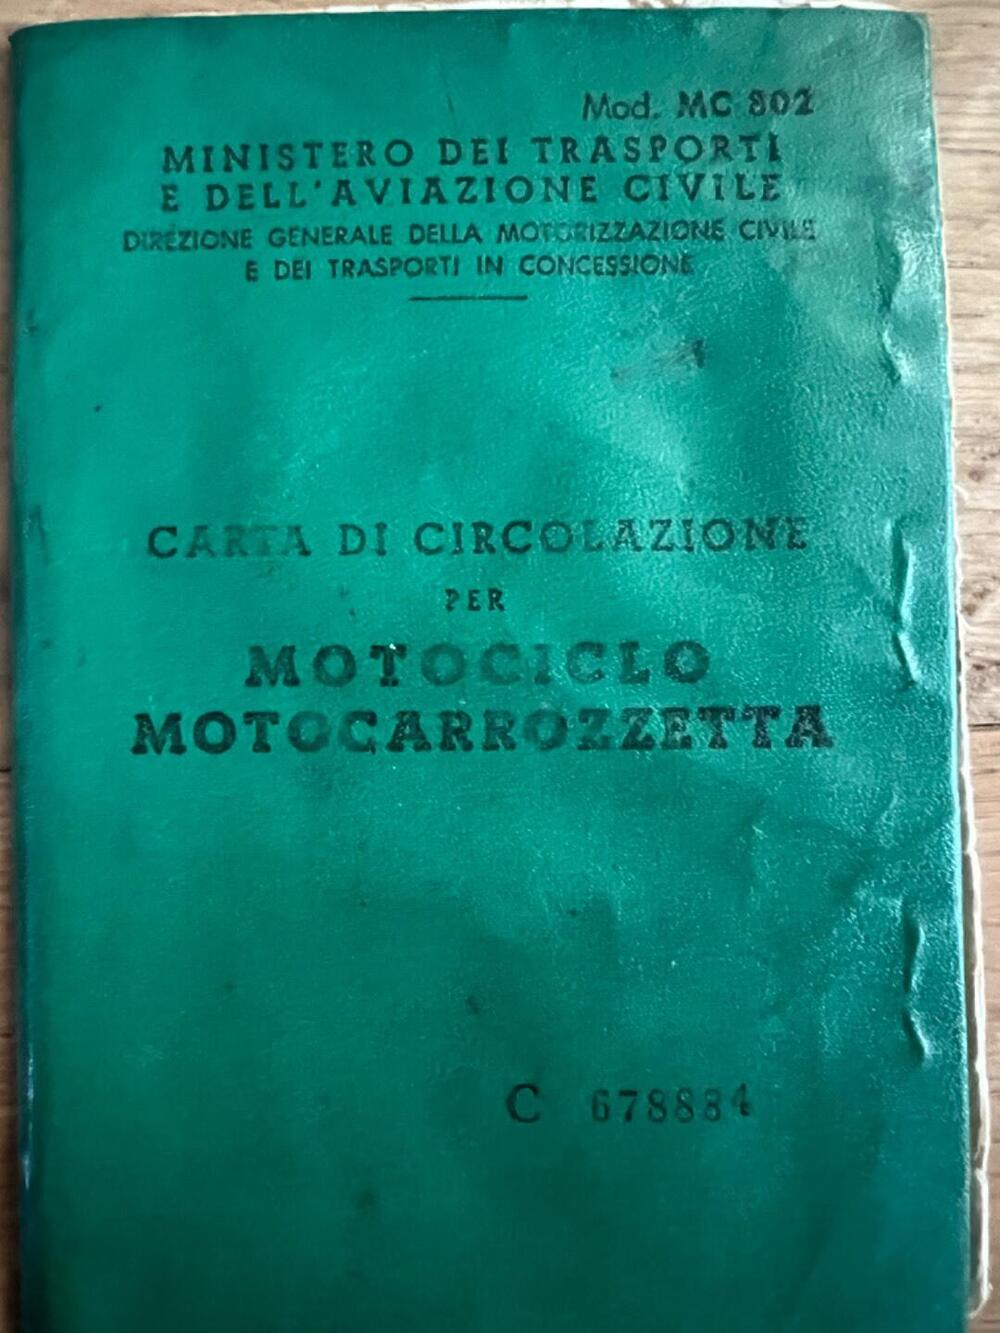 Mod. MC 802
MINISTERO DEI TRASPORTI
E DELL'AVIAZIONE CIVILE
DIREZIONE GENERALE DELLA MOTORIZZAZIONE CIVILE
E DEI TRASPORTI IN CONCESSIONE
CARTA DI CIRCOLAZIONE
PER
MOTOCICLO
MOTOCARROZZETTA
C 678884